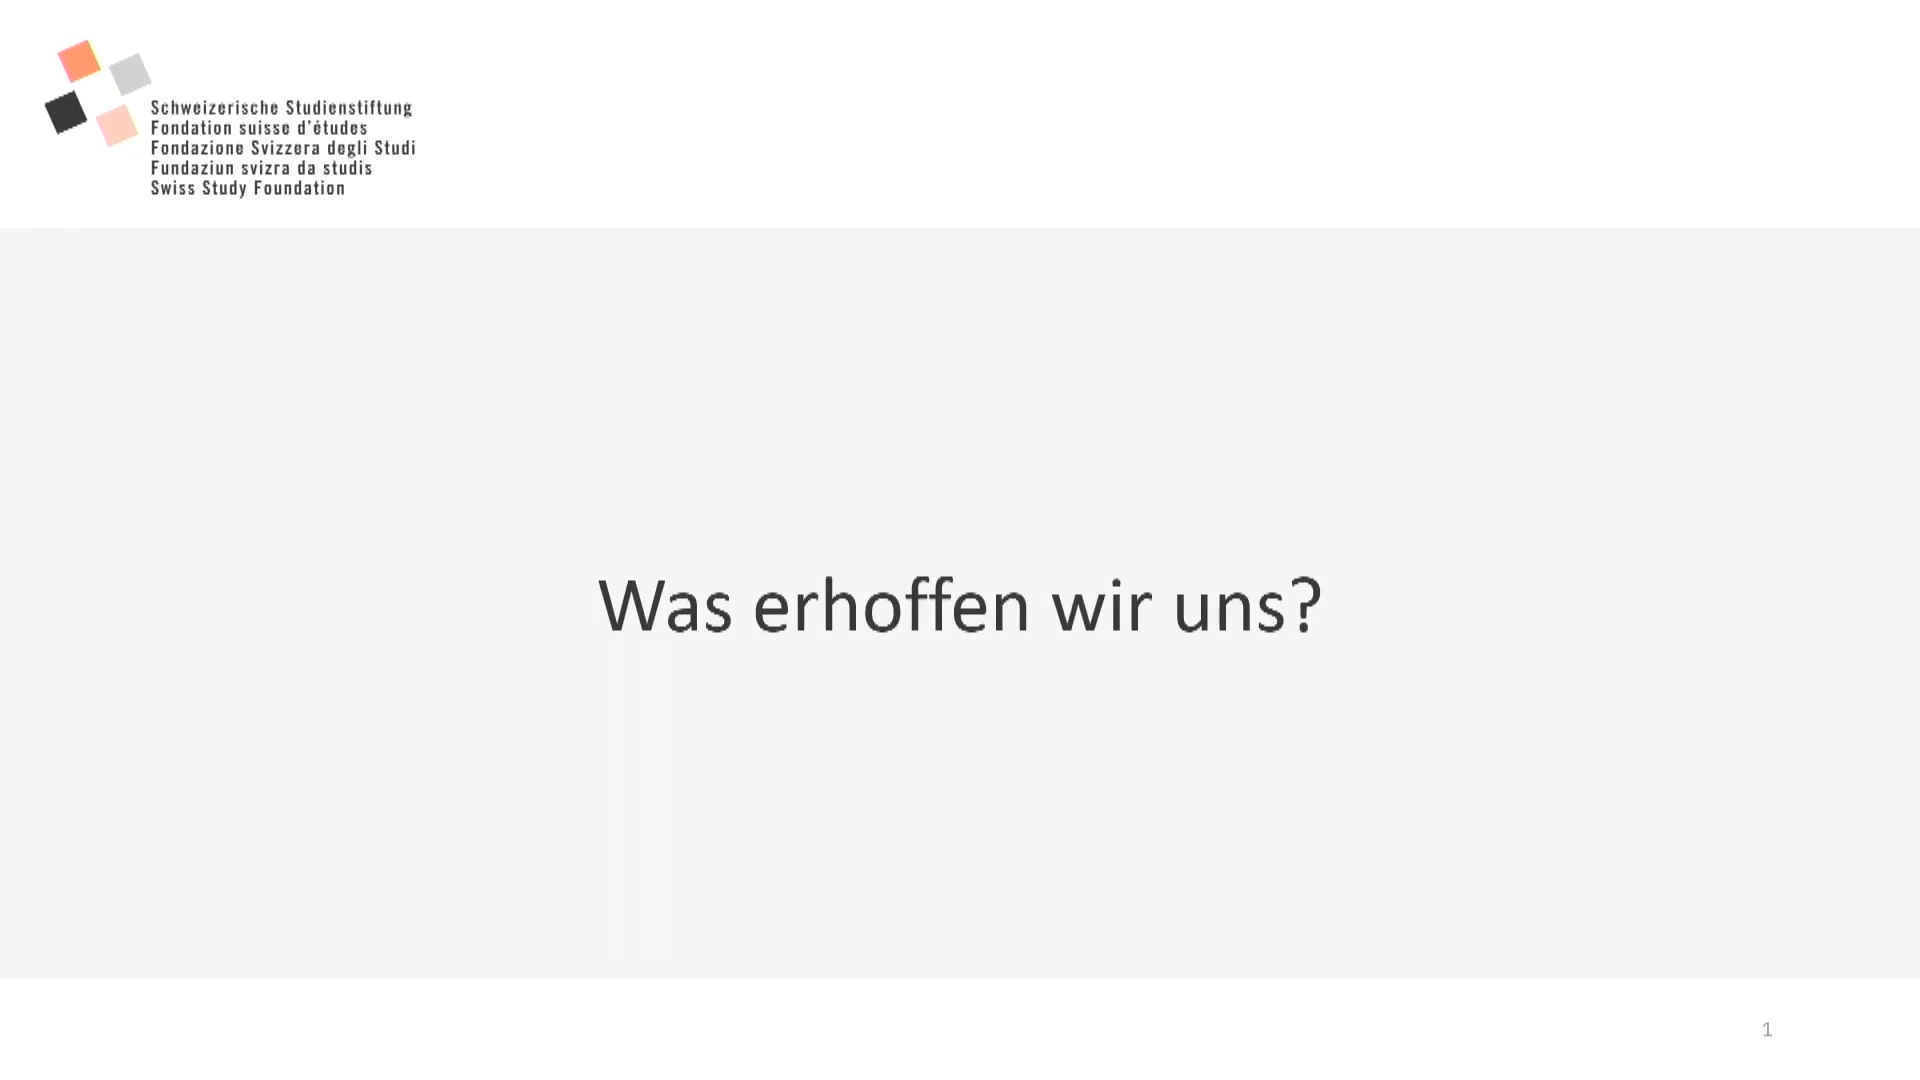 Schweizerische Studienstiftung
Fondation suisse d'études
Fondazione Svizzera degli Studi
Fundaziun svizra da studis
Swiss Study Foundation
Was erhoffen wir uns?
1